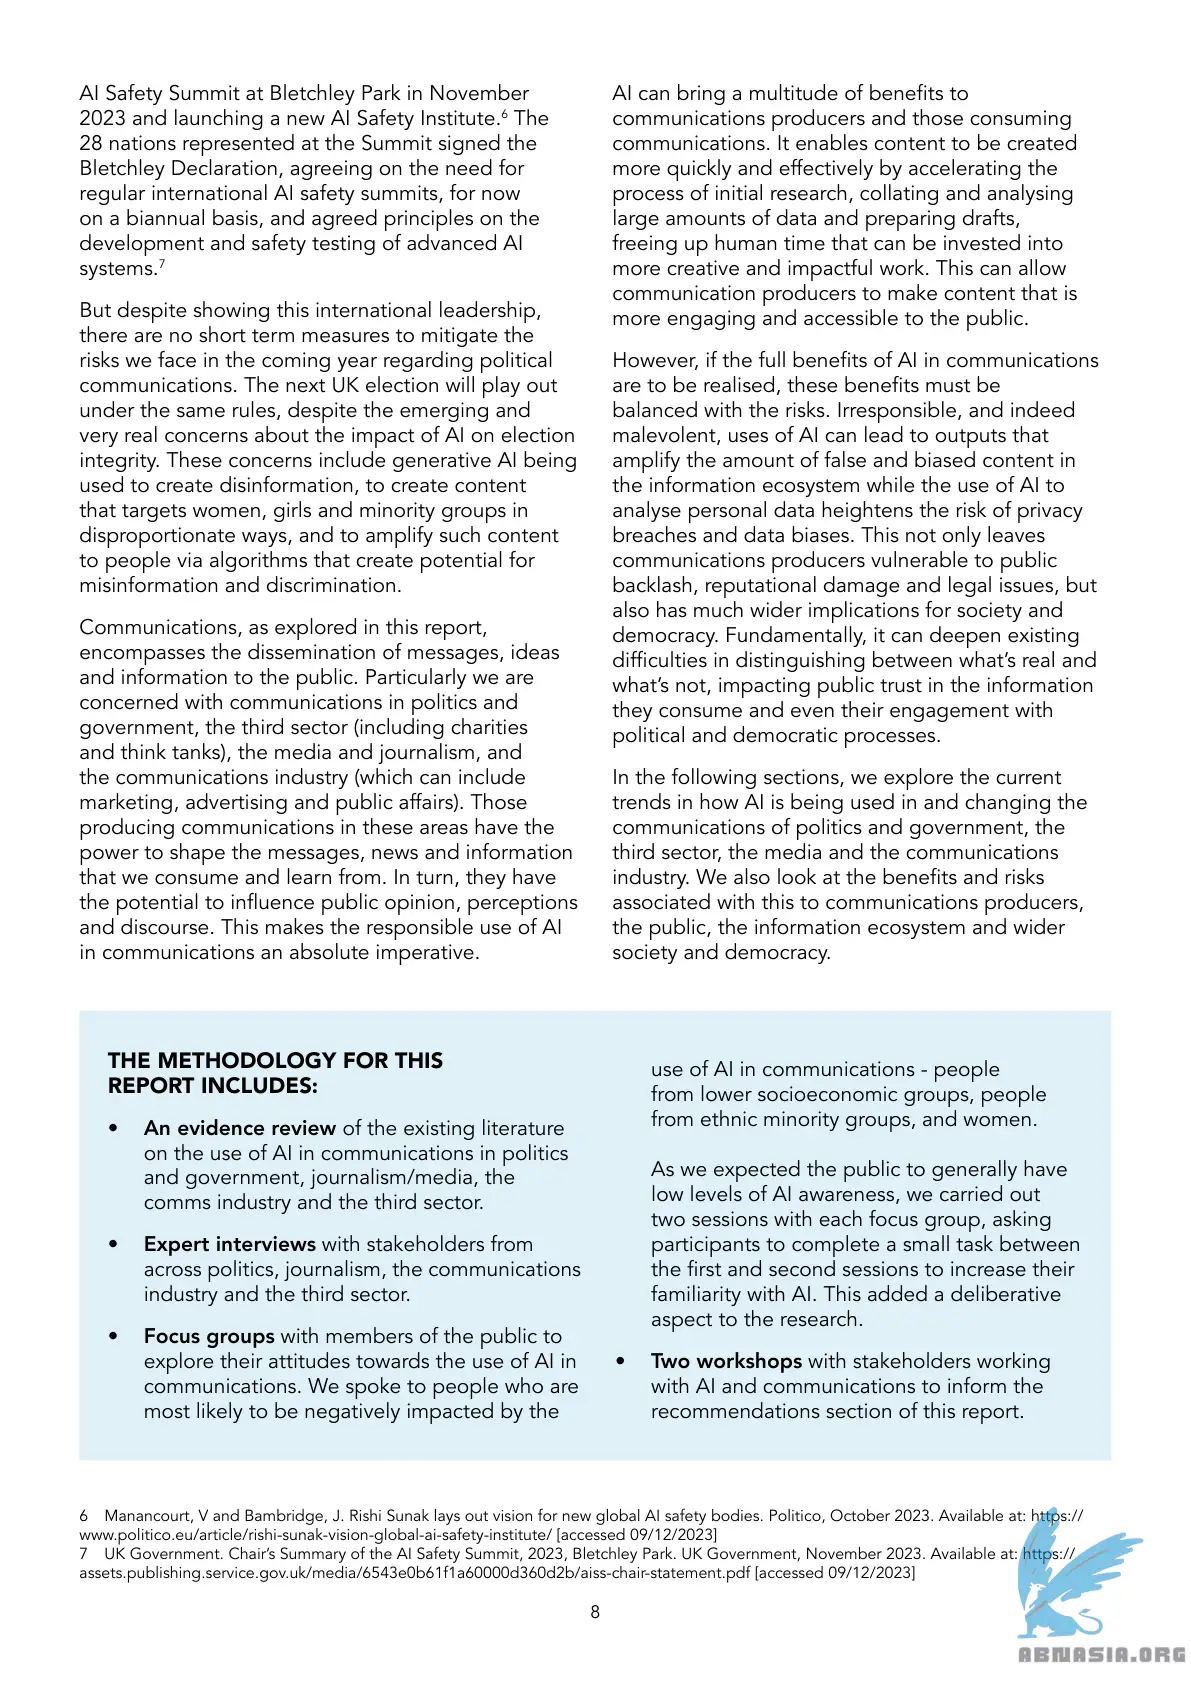 AI Safety Summit at Bletchley Park in November
2023 and launching a new AI Safety Institute.6 The
28 nations represented at the Summit signed the
Bletchley Declaration, agreeing on the need for
regular international AI safety summits, for now
on a biannual basis, and agreed principles on the
development and safety testing of advanced AI
systems.7
But despite showing this international leadership,
there are no short term measures to mitigate the
risks we face in the coming year regarding political
communications. The next UK election will play out
under the same rules, despite the emerging and
very real concerns about the impact of AI on election
integrity. These concerns include generative AI being
used to create disinformation, to create content
that targets women, girls and minority groups in
disproportionate ways, and to amplify such content
to people via algorithms that create potential for
misinformation and discrimination.
Communications, as explored in this report,
encompasses the dissemination of messages, ideas
and information to the public. Particularly we are
concerned with communications in politics and
government, the third sector (including charities
and think tanks), the media and journalism, and
the communications industry (which can include
marketing, advertising and public affairs). Those
producing communications in these areas have the
power to shape the messages, news and information
that we consume and learn from. In turn, they have
the potential to influence public opinion, perceptions
and discourse. This makes the responsible use of AI
in communications an absolute imperative.
AI can bring a multitude of benefits to
communications producers and those consuming
communications. It enables content to be created
more quickly and effectively by accelerating the
process of initial research, collating and analysing
large amounts of data and preparing drafts,
freeing up human time that can be invested into
more creative and impactful work. This can allow
communication producers to make content that is
more engaging and accessible to the public.
However, if the full benefits of AI in communications
are to be realised, these benefits must be
balanced with the risks. Irresponsible, and indeed
malevolent, uses of AI can lead to outputs that
amplify the amount of false and biased content in
the information ecosystem while the use of AI to
analyse personal data heightens the risk of privacy
breaches and data biases. This not only leaves
communications producers vulnerable to public
backlash, reputational damage and legal issues, but
also has much wider implications for society and
democracy. Fundamentally, it can deepen existing
difficulties in distinguishing between what’s real and
what’s not, impacting public trust in the information
they consume and even their engagement with
political and democratic processes.
In the following sections, we explore the current
trends in how AI is being used in and changing the
communications of politics and government, the
third sector, the media and the communications
industry. We also look at the benefits and risks
associated with this to communications producers,
the public, the information ecosystem and wider
society and democracy.
THE METHODOLOGY FOR THIS
REPORT INCLUDES:
• An evidence review of the existing literature
on the use of AI in communications in politics
and government, journalism/media, the
comms industry and the third sector.
• Expert interviews with stakeholders from
across politics, journalism, the communications
industry and the third sector.
• Focus groups with members of the public to
explore their attitudes towards the use of AI in
communications. We spoke to people who are
most likely to be negatively impacted by the
use of AI in communications - people
from lower socioeconomic groups, people
from ethnic minority groups, and women.
As we expected the public to generally have
low levels of AI awareness, we carried out
two sessions with each focus group, asking
participants to complete a small task between
the first and second sessions to increase their
familiarity with AI. This added a deliberative
aspect to the research.
• Two workshops with stakeholders working
with AI and communications to inform the
recommendations section of this report.
6 Manancourt, V and Bambridge, J. Rishi Sunak lays out vision for new global AI safety bodies. Politico, October 2023. Available at: https://
www.politico.eu/article/rishi-sunak-vision-global-ai-safety-institute/ [accessed 09/12/2023]
7 UK Government. Chair’s Summary of the AI Safety Summit, 2023, Bletchley Park. UK Government, November 2023. Available at: https://
assets.publishing.service.gov.uk/media/6543e0b61f1a60000d360d2b/aiss-chair-statement.pdf [accessed 09/12/2023]
8
ABNASIA.ORG